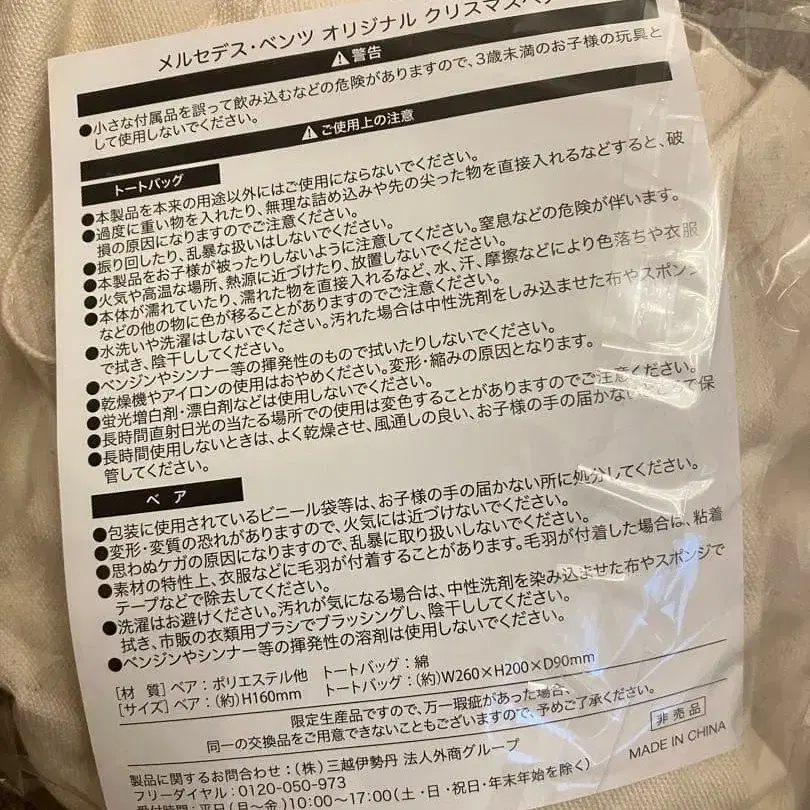 メルセデス・ベンツ オリジナル クリスマスベア
⚠警告
●小さな付属品を誤って飲み込むなどの危険がありますので、3歳未満のお子様の玩具と
して使用しないでください。
⚠ご使用上の注意
トートバッグ
●本製品を本来の用途以外にはご使用にならないでください。
●過度に重い物を入れたり、無理な詰め込みや先の尖った物を直接入れるなどすると、破
損の原因になりますのでご注意ください。
●振り回したり、乱暴な扱いはしないでください。
●本製品をお子様が被ったりしないように注意してください。窒息などの危険が伴います。
●火気や高温な場所、熱源に近づけたり、放置しないでください。
●本体が濡れていたり、濡れた物を直接入れるなど、水、汗、摩擦などにより色落ちや衣服
などの他の物に色が移ることがありますのでご注意ください。
●水洗いや洗濯はしないでください。汚れた場合は中性洗剤をしみ込ませた布やスポンジ
で拭き、陰干ししてください。
●ベンジンやシンナー等の揮発性のもので拭いたりしないでください。
●乾燥機やアイロンの使用はおやめください。変形・縮みの原因となります。
●蛍光増白剤・漂白剤などは使用しないでください。
●長時間直射日光の当たる場所での使用は変色することがありますのでご注意ください。
●長時間使用しないときは、よく乾燥させ、風通しの良い、お子様の手の届かないところで保
管してください。
ベア
●包装に使用されているビニール袋等は、お子様の手の届かない所に処分してください。
●変形・変質の恐れがありますので、火気には近づけないでください。
●思わぬケガの原因になりますので、乱暴に取り扱いしないでください。
●素材の特性上、衣服などに毛羽が付着することがあります。毛羽が付着した場合は、粘着
テープなどで除去してください。
●洗濯はお避けください。汚れが気になる場合は、中性洗剤を染み込ませた布やスポンジで
拭き、市販の衣類用ブラシでブラッシングし、陰干ししてください。
●ベンジンやシンナー等の揮発性の溶剤は使用しないでください。
[材 質]ベア:ポリエステル他 トートバッグ:綿
[サイズ]ベア:(約)H160mm トートバッグ:(約)W260×H200×D90mm
限定生産品ですので、万一瑕疵があった場合、
同一の交換品をご用意できないこともございますので、予めご了承ください。
非売品
製品に関するお問合わせ:(株)三越伊勢丹 法人外商グループ
MADE IN CHINA
フリーダイヤル:0120-050-973
受付時間:平日(月〜金)10:00〜17:00(土・日・祝日・年末年始を除く)